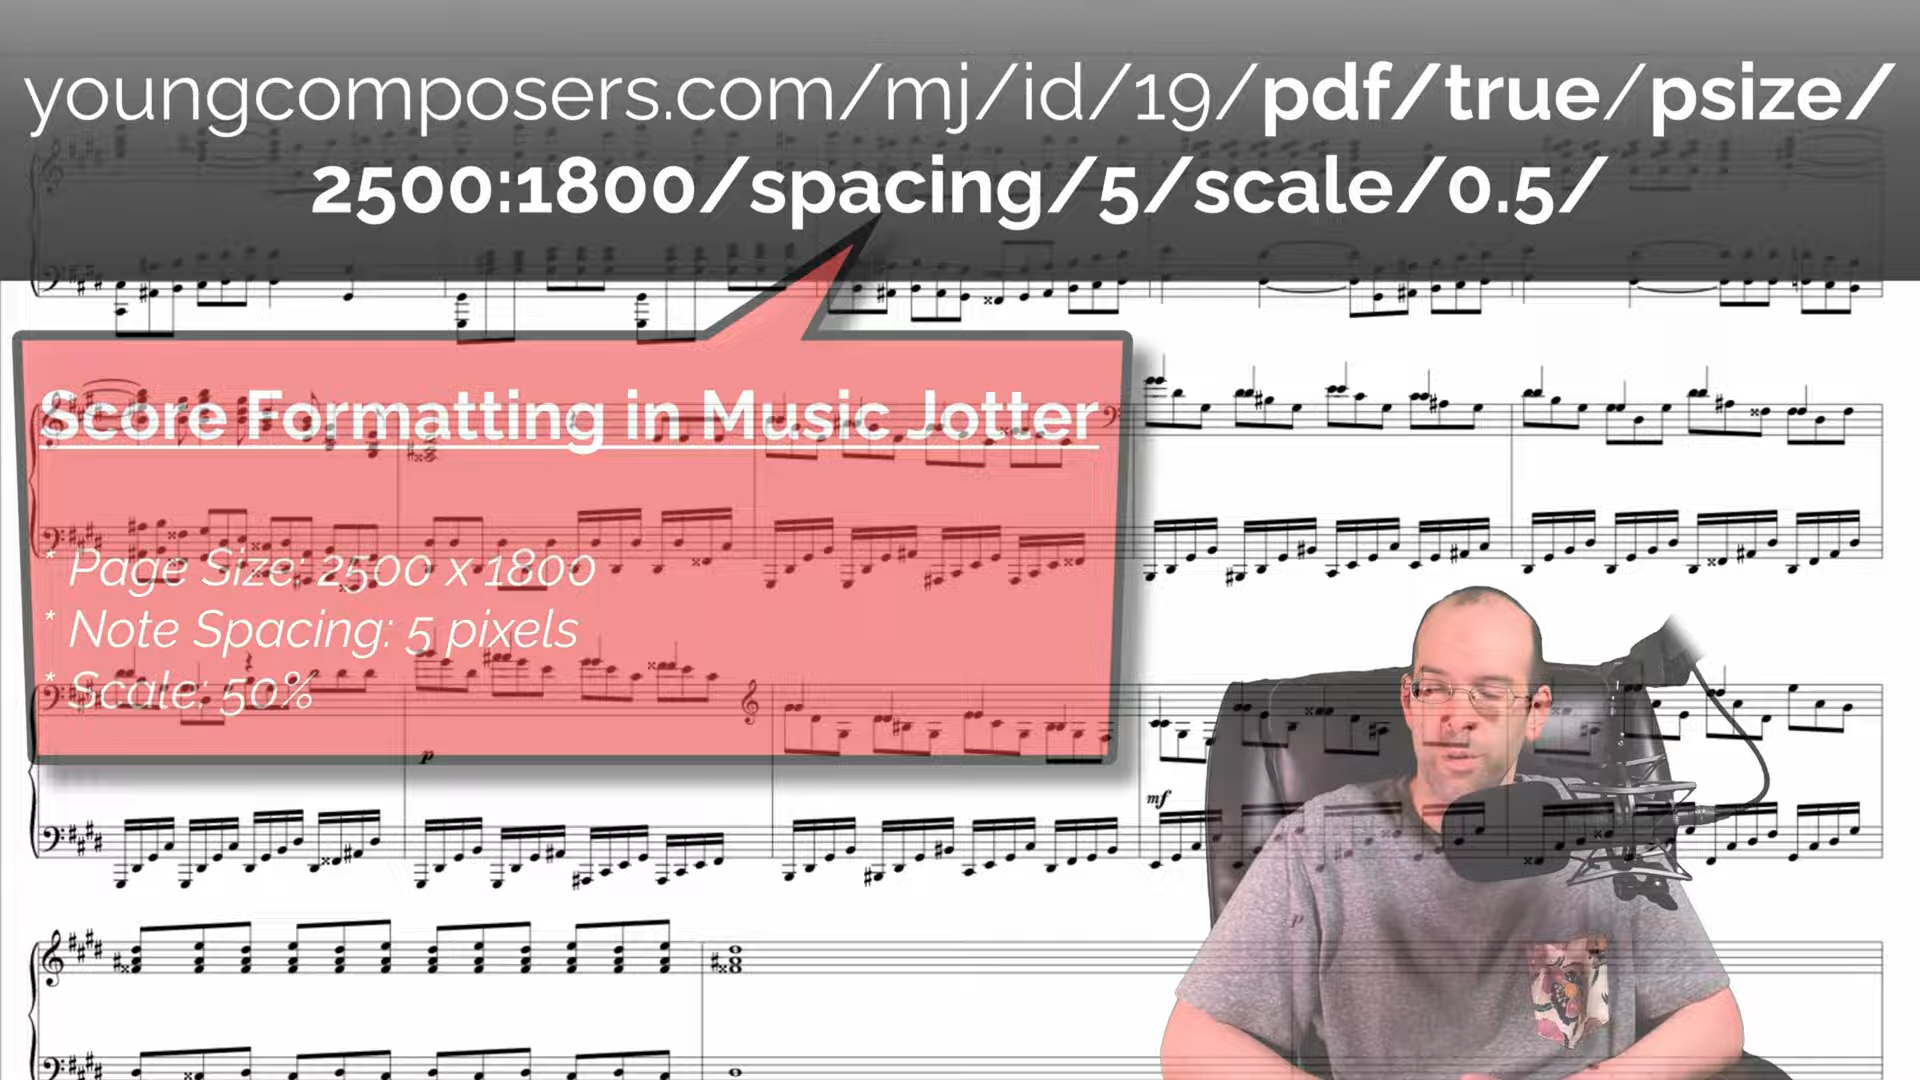 youngcomposers.com/mj/id/19/pdf/true/psize/
2500:1800/spacing/5/scale/0.5/
Score Formatting in Music Jotter
* Page Size: 2500 x 1800
* Note Spacing: 5 pixels
* Scale: 50%
p
mf
p